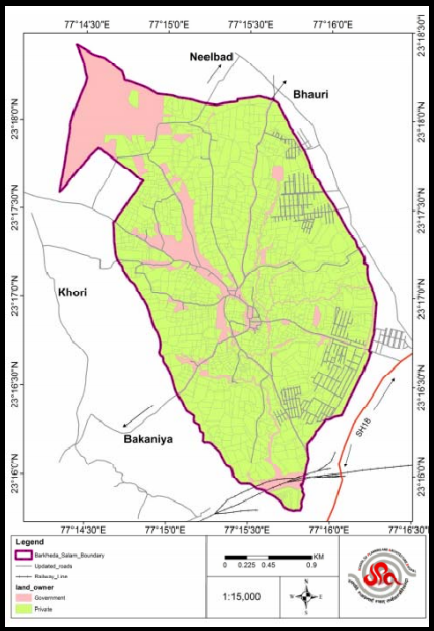 77°14'30"E 77°15'0"E 77°15'30"E 77°16'0"E
23°18'30"
23°18'0"N
23°18'0"N
23°17'30"N
23°17'30"N
23°17'0"N
23°17'0"N
23°16'30"N
23°16'30"N
23°16'0"N
23°16'0"N
Neelbad
Bhauri
Khori
Bakaniya
SH18
77°14'30"E 77°15'0"E 77°15'30"E 77°16'0"E 77°16'30"
Legend
Barkheda_Salam_Boundary
Updated_roads
Railway_Line
land_owner
Government
Private
KM
0 0.225 0.45 0.9
1:15,000
N
W E
S